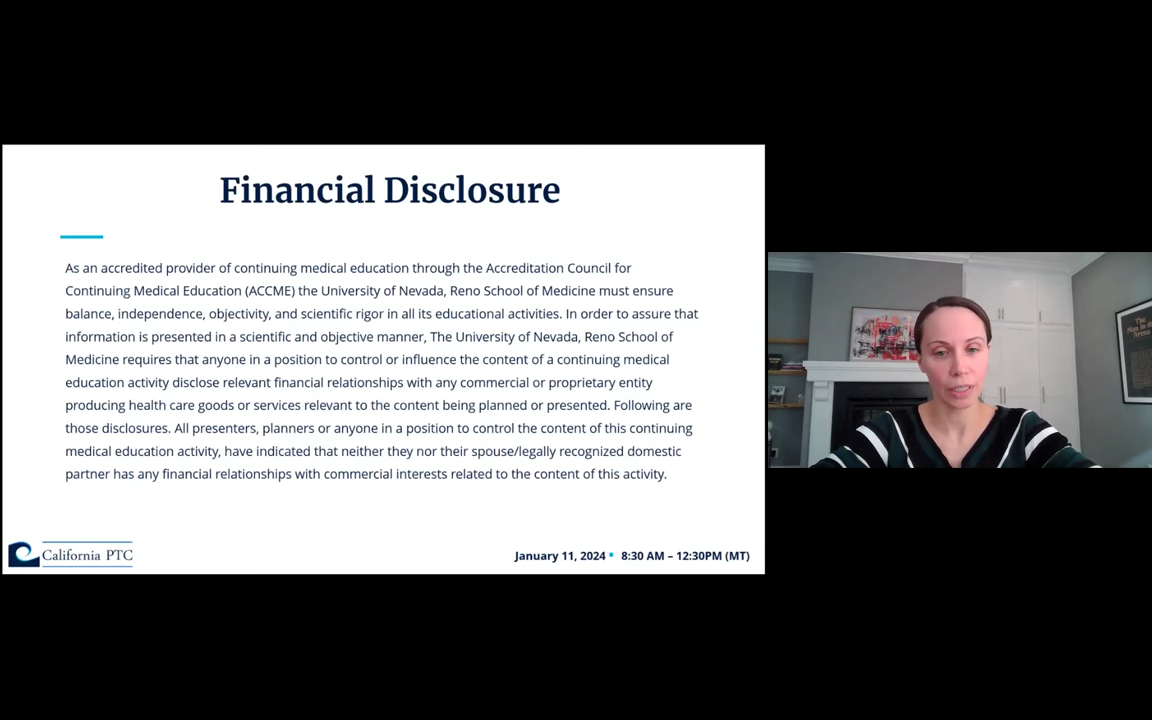 Financial Disclosure
As an accredited provider of continuing medical education through the Accreditation Council for
Continuing Medical Education (ACCME) the University of Nevada, Reno School of Medicine must ensure
balance, independence, objectivity, and scientific rigor in all its educational activities. In order to assure that
information is presented in a scientific and objective manner, The University of Nevada, Reno School of
Medicine requires that anyone in a position to control or influence the content of a continuing medical
education activity disclose relevant financial relationships with any commercial or proprietary entity
producing health care goods or services relevant to the content being planned or presented. Following are
those disclosures. All presenters, planners or anyone in a position to control the content of this continuing
medical education activity, have indicated that neither they nor their spouse/legally recognized domestic
partner has any financial relationships with commercial interests related to the content of this activity.
California PTC
January 11, 2024 • 8:30 AM – 12:30PM (MT)
The
Man in the
Arena